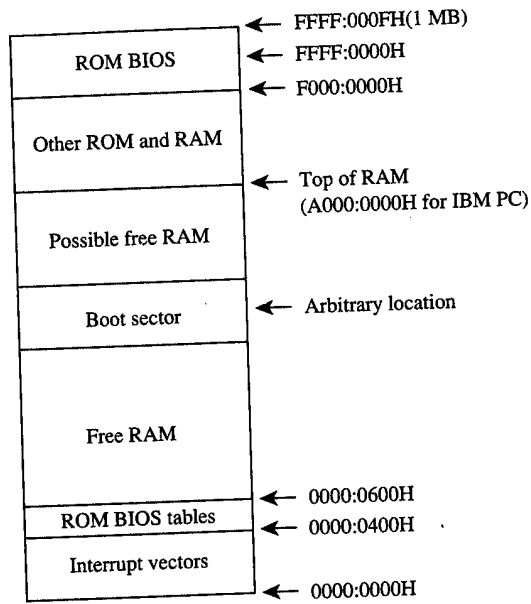 FFFF:000FH(1 MB)
ROM BIOS
FFFF:0000H
F000:0000H
Other ROM and RAM
Top of RAM
(A000:0000H for IBM PC)
Possible free RAM
Boot sector
Arbitrary location
Free RAM
0000:0600H
ROM BIOS tables
0000:0400H
Interrupt vectors
0000:0000H